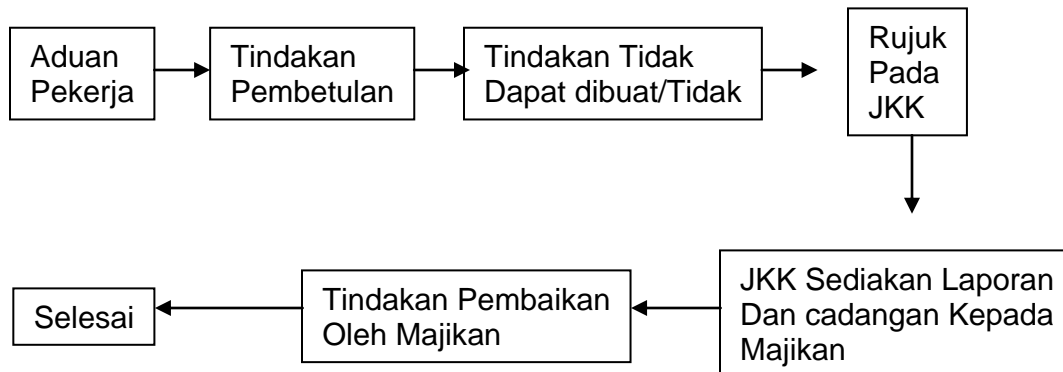 Aduan
Pekerja
Tindakan
Pembetulan
Tindakan Tidak
Dapat dibuat/Tidak
Rujuk
Pada
JKK
JKK Sediakan Laporan
Dan cadangan Kepada
Majikan
Tindakan Pembaikan
Oleh Majikan
Selesai